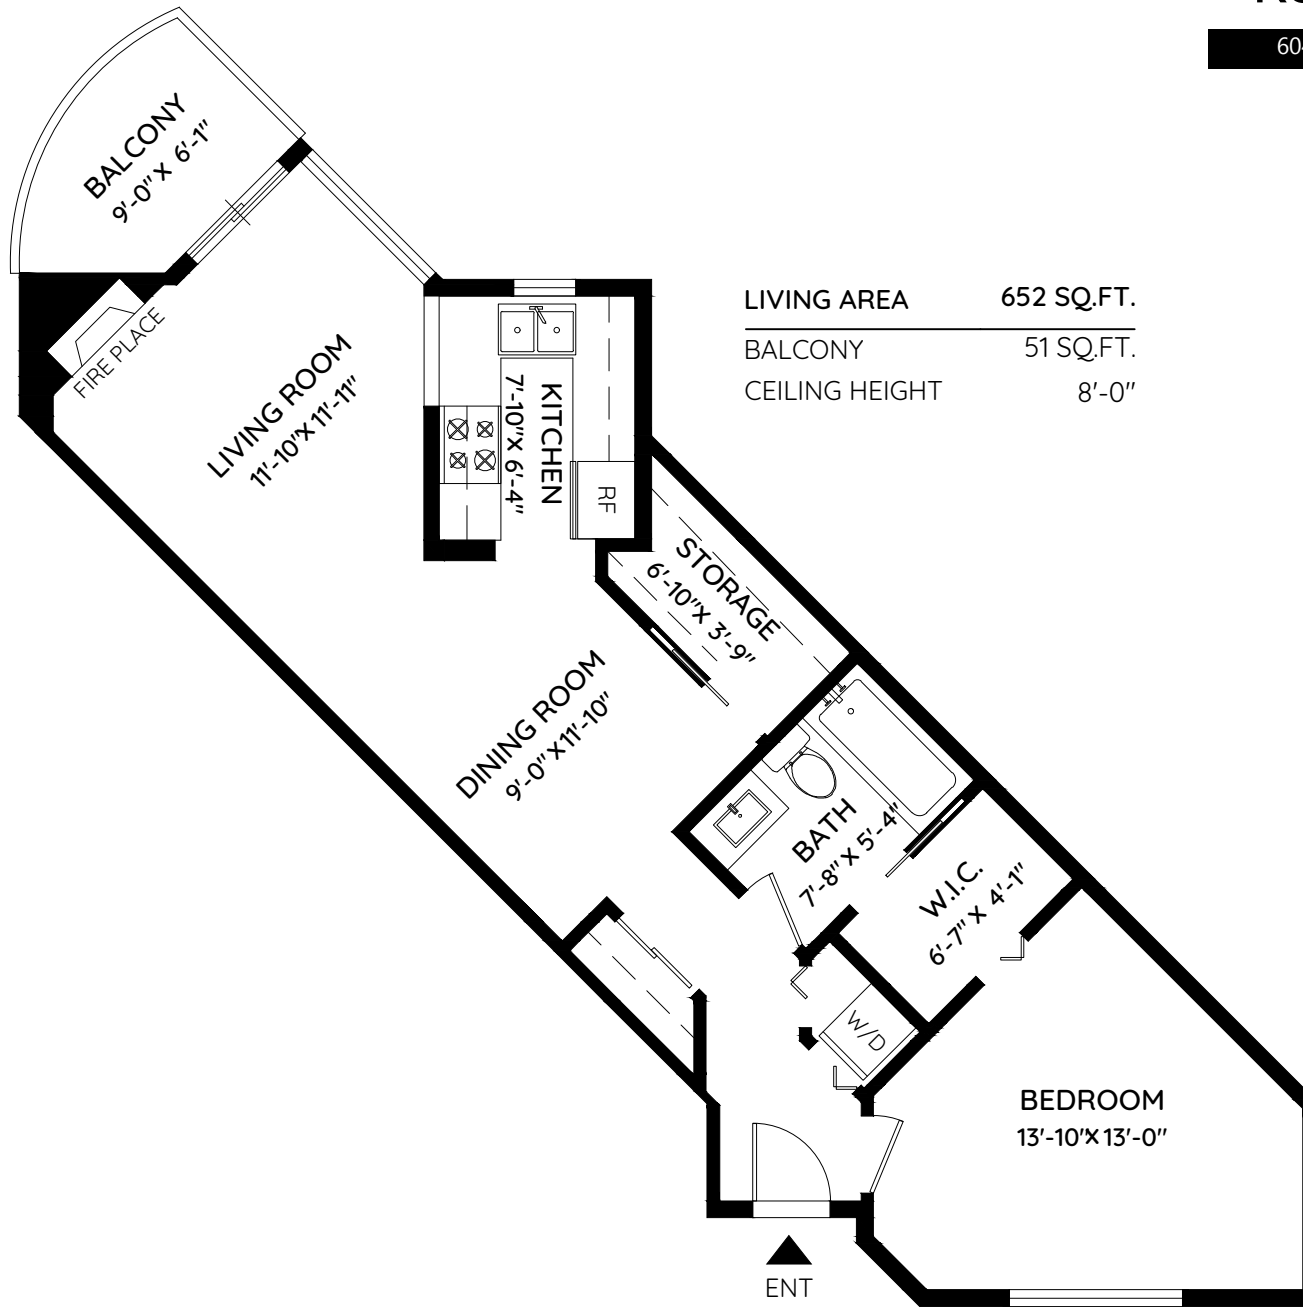 BALCONY
9'-0" X 6'-1"
FIRE PLACE
LIVING ROOM
11'-10" X 11'-11"
KITCHEN
7'-10" X 6'-4"
RF
LIVING AREA 652 SQ.FT.
BALCONY 51 SQ.FT.
CEILING HEIGHT 8'-0"
STORAGE
6'-10" X 3'-9"
DINING ROOM
9'-0" X 11'-10"
BATH
7'-8" X 5'-4"
W.I.C.
6'-7" X 4'-1"
W/D
BEDROOM
13'-10" X 13'-0"
ENT